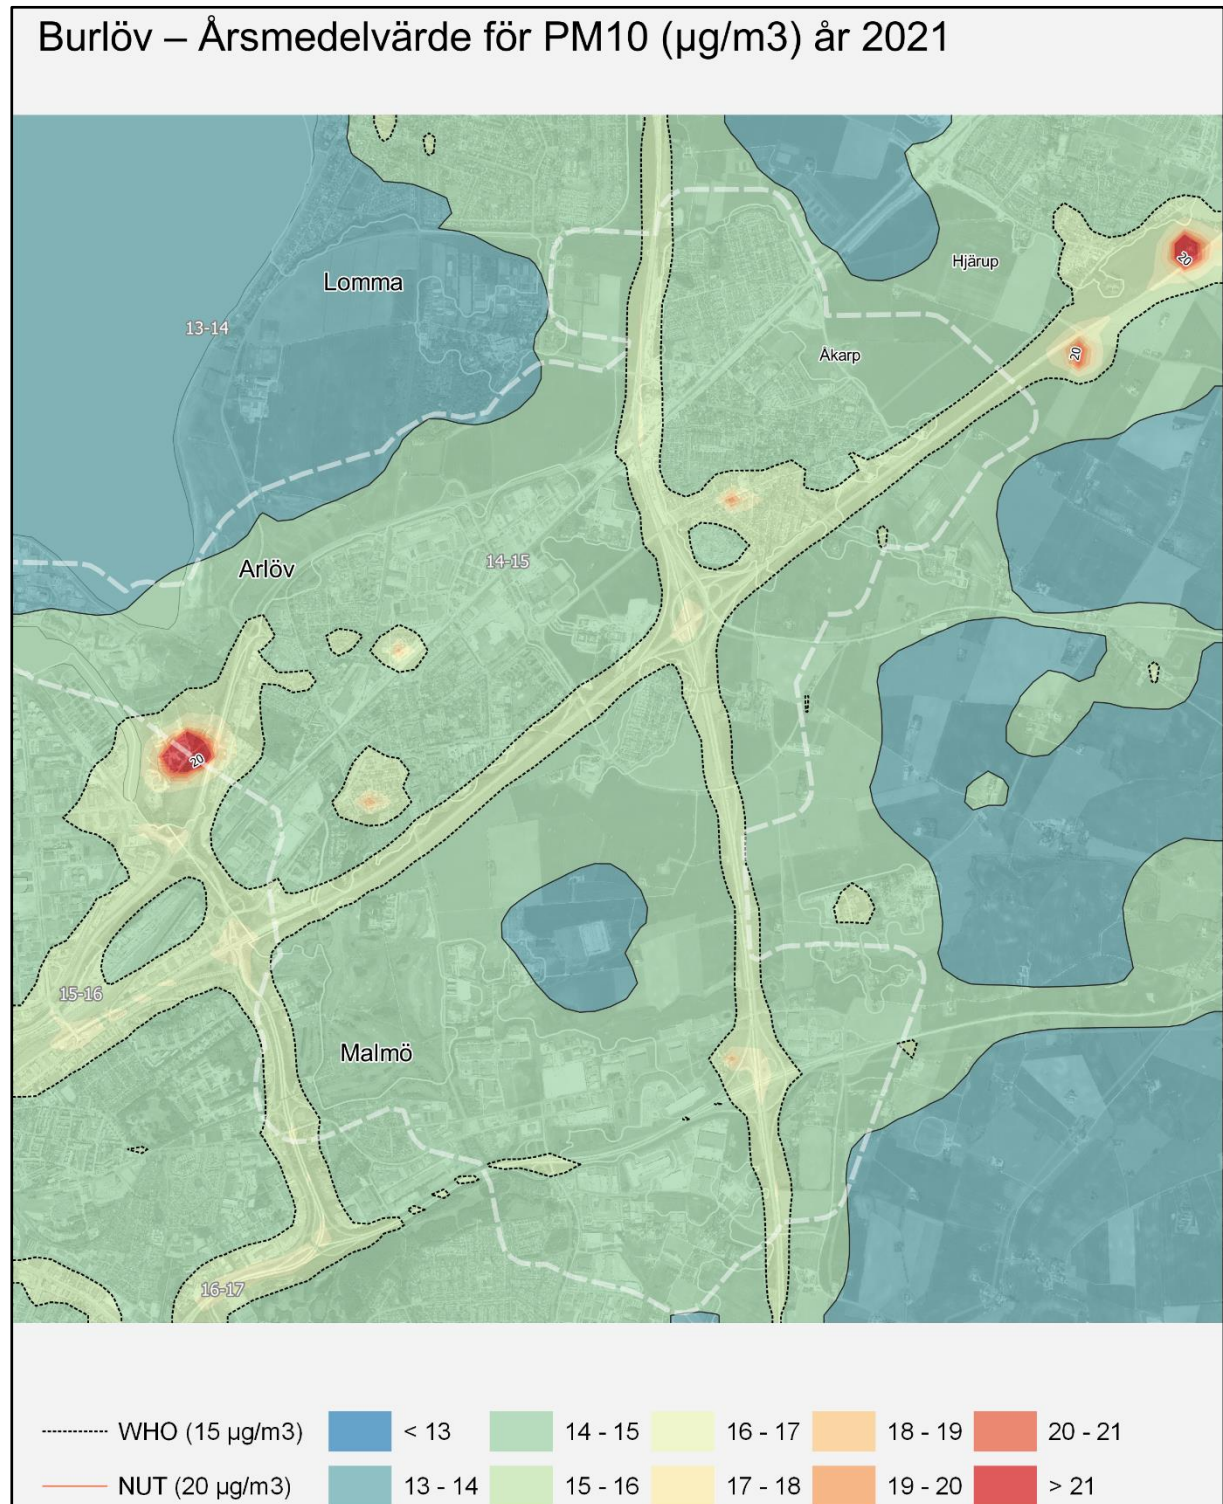 Burlöv – Årsmedelvärde för PM10 (µg/m3) år 2021
Hjärup
20
Lomma
13-14
20
Åkarp
14-15
Arlöv
20
15-16
Malmö
16-17
WHO (15 µg/m3)
< 13
14 - 15
16 - 17
18 - 19
20 - 21
NUT (20 µg/m3)
13 - 14
15 - 16
17 - 18
19 - 20
> 21